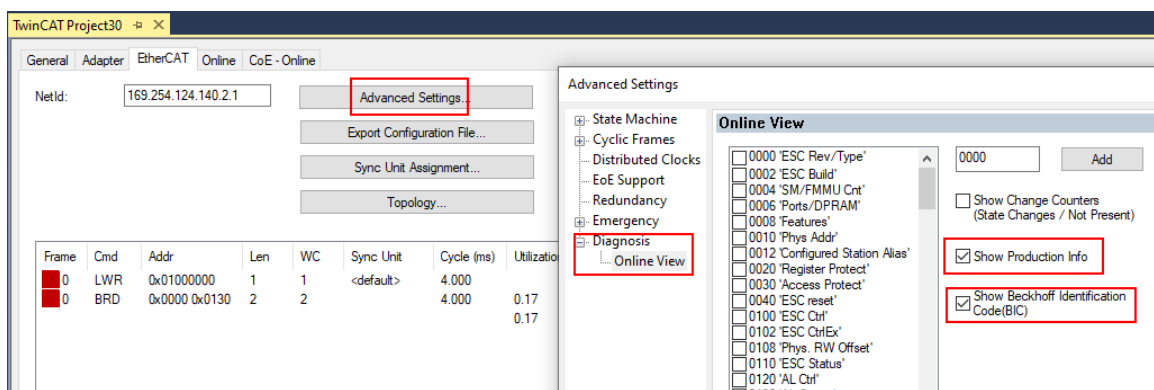 TwinCAT Project30
General Adapter EtherCAT Online CoE - Online
NetId: 169.254.124.140.2.1
Advanced Settings...
Export Configuration File...
Sync Unit Assignment...
Topology...
Frame Cmd Addr Len WC Sync Unit Cycle (ms) Utilizatio
0 LWR 0x01000000 1 1 <default> 4.000
0 BRD 0x0000 0x0130 2 2 4.000 0.17
0.17
Advanced Settings
State Machine
Cyclic Frames
Distributed Clocks
EoE Support
Redundancy
Emergency
Diagnosis
Online View
Online View
0000 'ESC Rev/Type'
0002 'ESC Build'
0004 'SM/FMMU Cnt'
0006 'Ports/DPRAM'
0008 'Features'
0010 'Phys Addr'
0012 'Configured Station Alias'
0020 'Register Protect'
0030 'Access Protect'
0040 'ESC reset'
0100 'ESC Ctrl'
0102 'ESC CtrlEx'
0108 'Phys. RW Offset'
0110 'ESC Status'
0120 'AL Ctrl'
0000 Add
Show Change Counters
(State Changes / Not Present)
Show Production Info
Show Beckhoff Identification
Code(BIC)